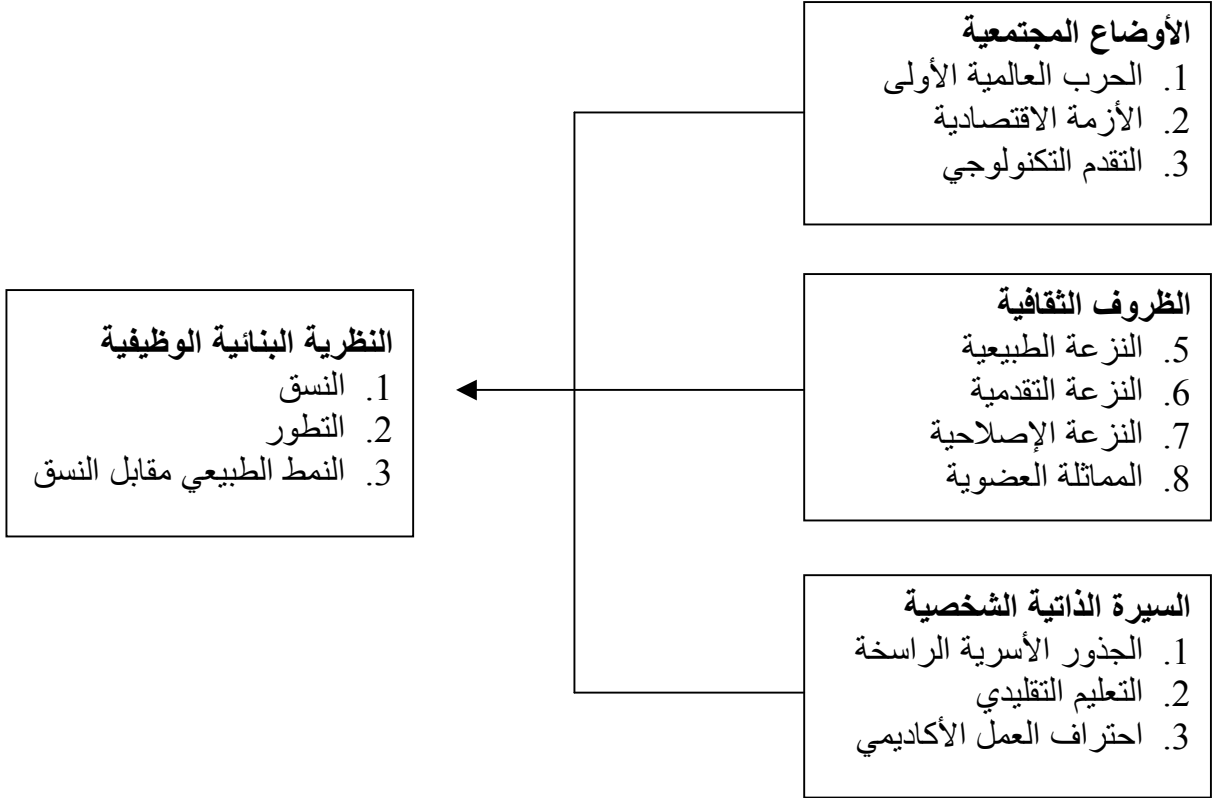 الأوضاع المجتمعية
1. الحرب العالمية الأولى
2. الأزمة الاقتصادية
3. التقدم التكنولوجي
الظروف الثقافية
5. النزعة الطبيعية
6. النزعة التقدمية
7. النزعة الإصلاحية
8. المماثلة العضوية
السيرة الذاتية الشخصية
1. الجذور الأسرية الراسخة
2. التعليم التقليدي
3. احتراف العمل الأكاديمي
النظرية البنائية الوظيفية
1. النسق
2. التطور
3. النمط الطبيعي مقابل النسق